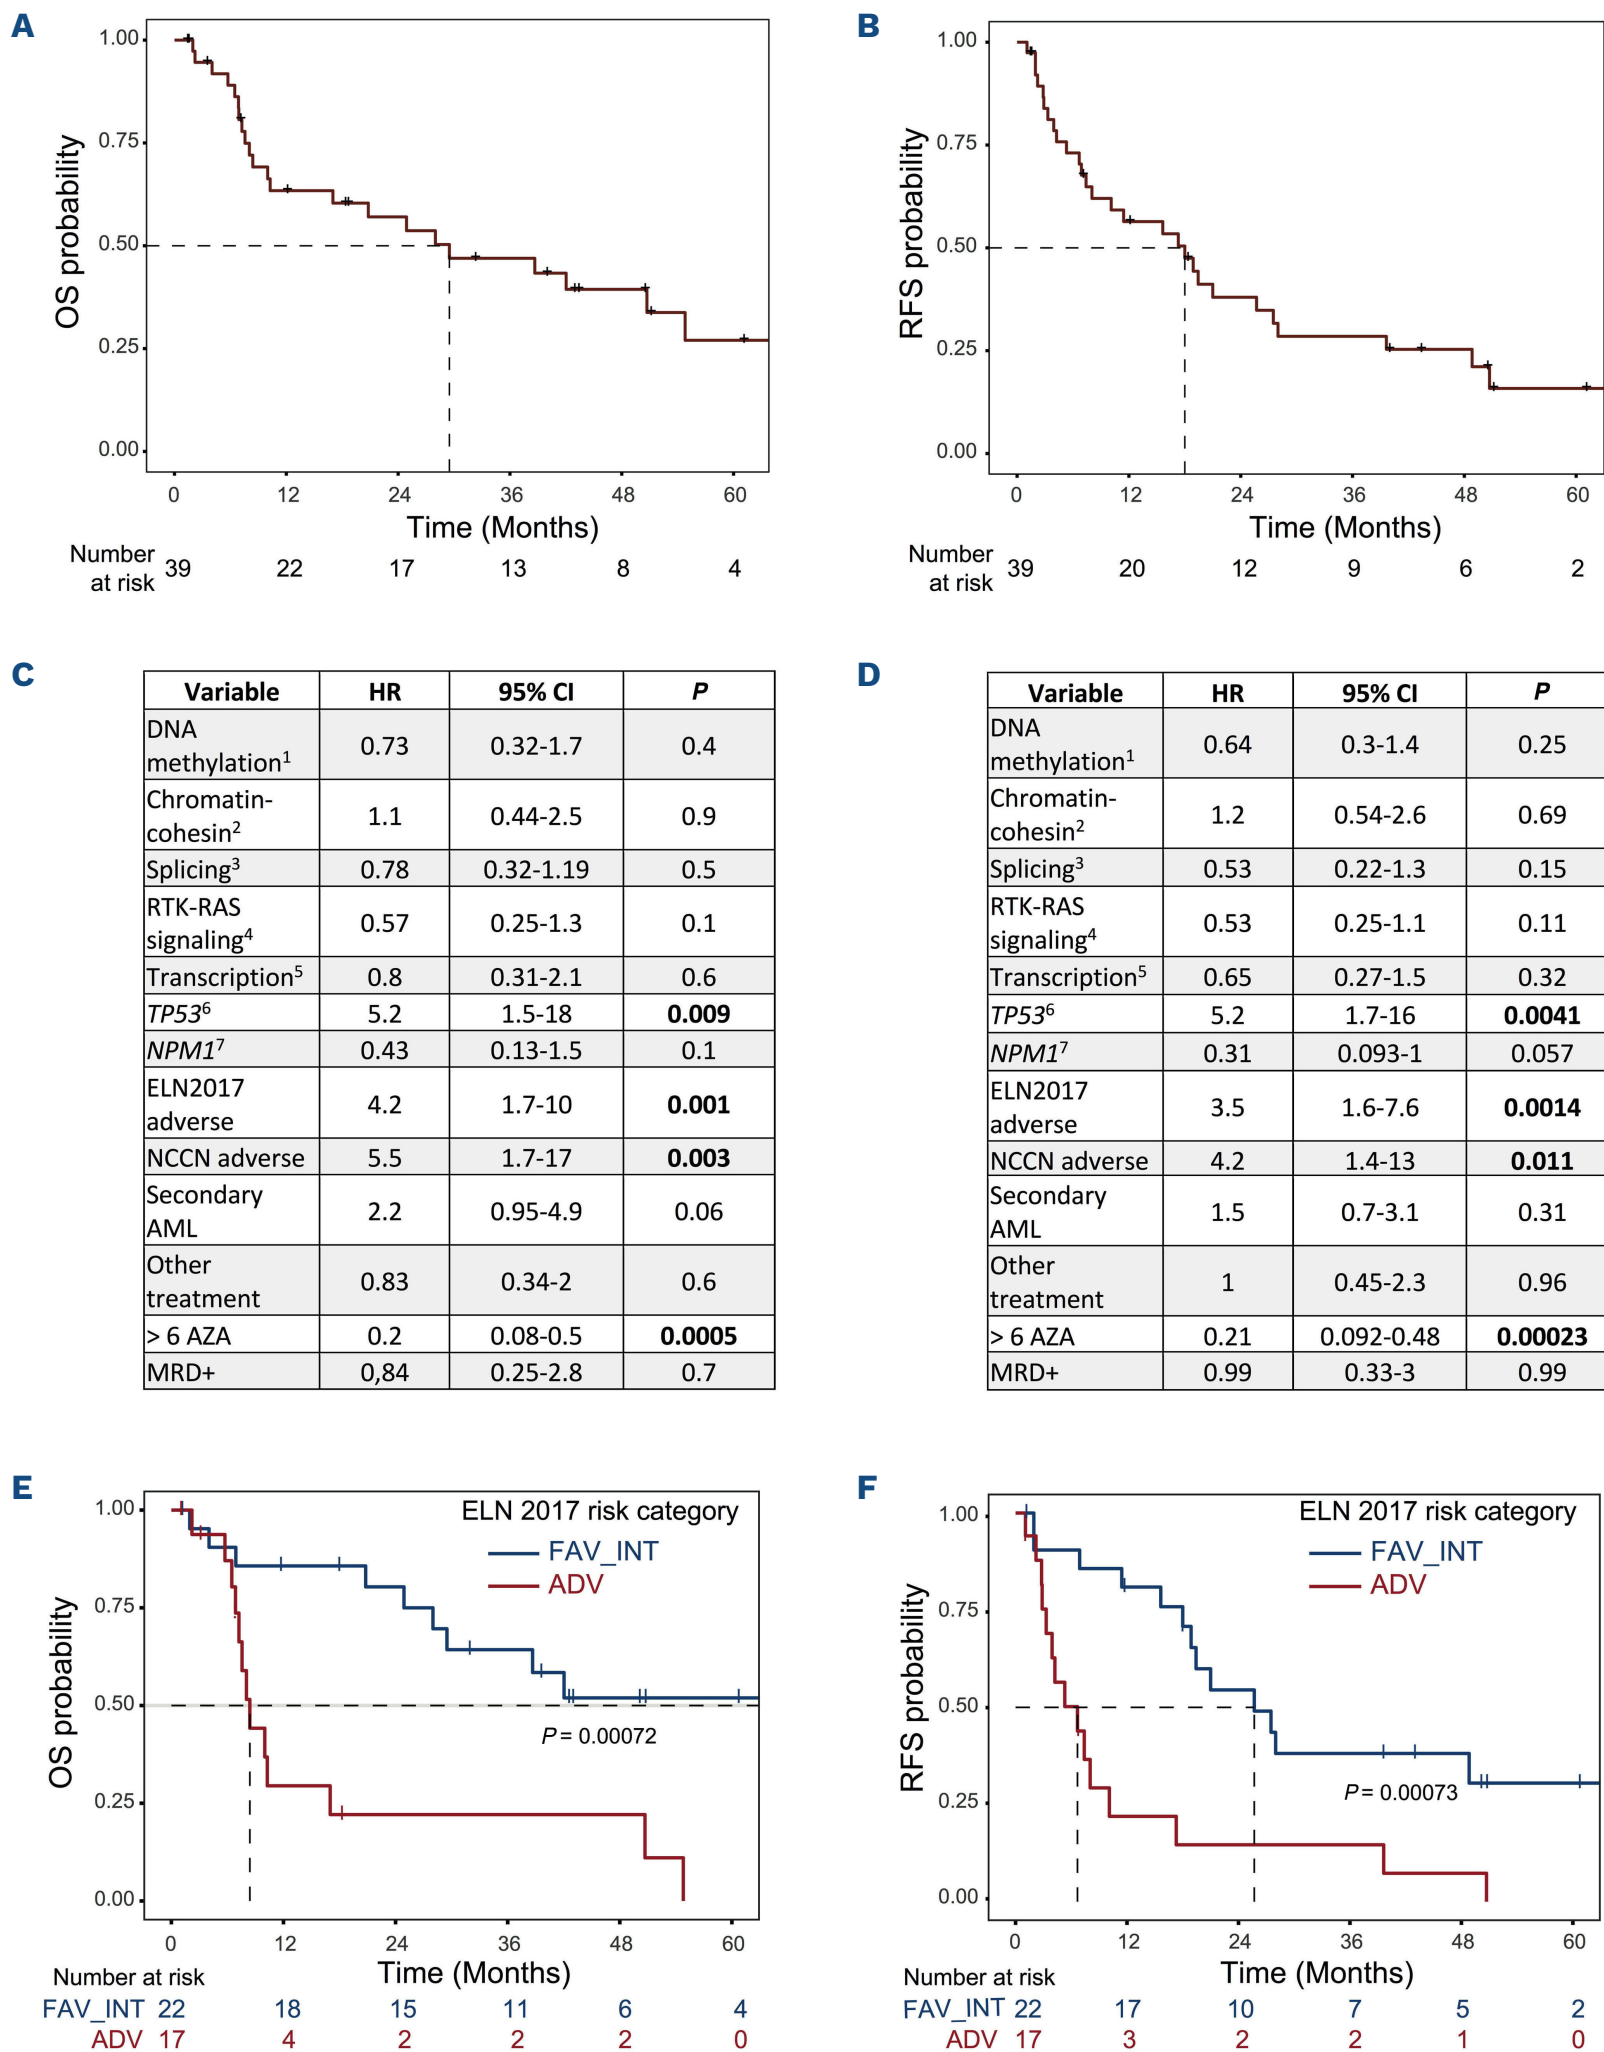 A
1.00
0.75
0.50
0.25
0.00
OS probability
0 12 24 36 48 60
Time (Months)
Number
at risk
39 22 17 13 8 4
B
1.00
0.75
0.50
0.25
0.00
RFS probability
0 12 24 36 48 60
Time (Months)
Number
at risk
39 20 12 9 6 2
C
Variable HR 95% CI P
DNA
methylation¹ 0.73 0.32-1.7 0.4
Chromatin-
cohesin² 1.1 0.44-2.5 0.9
Splicing³ 0.78 0.32-1.19 0.5
RTK-RAS
signaling⁴ 0.57 0.25-1.3 0.1
Transcription⁵ 0.8 0.31-2.1 0.6
TP53⁶ 5.2 1.5-18 0.009
NPM1⁷ 0.43 0.13-1.5 0.1
ELN2017
adverse 4.2 1.7-10 0.001
NCCN adverse 5.5 1.7-17 0.003
Secondary
AML 2.2 0.95-4.9 0.06
Other
treatment 0.83 0.34-2 0.6
> 6 AZA 0.2 0.08-0.5 0.0005
MRD+ 0,84 0.25-2.8 0.7
D
Variable HR 95% CI P
DNA
methylation¹ 0.64 0.3-1.4 0.25
Chromatin-
cohesin² 1.2 0.54-2.6 0.69
Splicing³ 0.53 0.22-1.3 0.15
RTK-RAS
signaling⁴ 0.53 0.25-1.1 0.11
Transcription⁵ 0.65 0.27-1.5 0.32
TP53⁶ 5.2 1.7-16 0.0041
NPM1⁷ 0.31 0.093-1 0.057
ELN2017
adverse 3.5 1.6-7.6 0.0014
NCCN adverse 4.2 1.4-13 0.011
Secondary
AML 1.5 0.7-3.1 0.31
Other
treatment 1 0.45-2.3 0.96
> 6 AZA 0.21 0.092-0.48 0.00023
MRD+ 0.99 0.33-3 0.99
E
ELN 2017 risk category
FAV_INT
ADV
1.00
0.75
0.50
0.25
0.00
OS probability
P = 0.00072
0 12 24 36 48 60
Time (Months)
Number at risk
FAV_INT 22 18 15 11 6 4
ADV 17 4 2 2 2 0
F
ELN 2017 risk category
FAV_INT
ADV
1.00
0.75
0.50
0.25
0.00
RFS probability
P = 0.00073
0 12 24 36 48 60
Time (Months)
Number at risk
FAV_INT 22 17 10 7 5 2
ADV 17 3 2 2 1 0